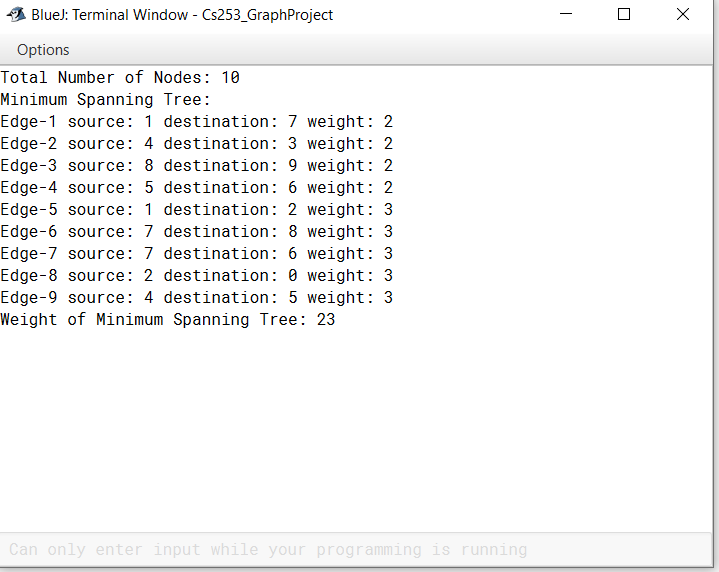 BlueJ: Terminal Window - Cs253_GraphProject
Options
Total Number of Nodes: 10
Minimum Spanning Tree:
Edge-1 source: 1 destination: 7 weight: 2
Edge-2 source: 4 destination: 3 weight: 2
Edge-3 source: 8 destination: 9 weight: 2
Edge-4 source: 5 destination: 6 weight: 2
Edge-5 source: 1 destination: 2 weight: 3
Edge-6 source: 7 destination: 8 weight: 3
Edge-7 source: 7 destination: 6 weight: 3
Edge-8 source: 2 destination: 0 weight: 3
Edge-9 source: 4 destination: 5 weight: 3
Weight of Minimum Spanning Tree: 23
Can only enter input while your programming is running